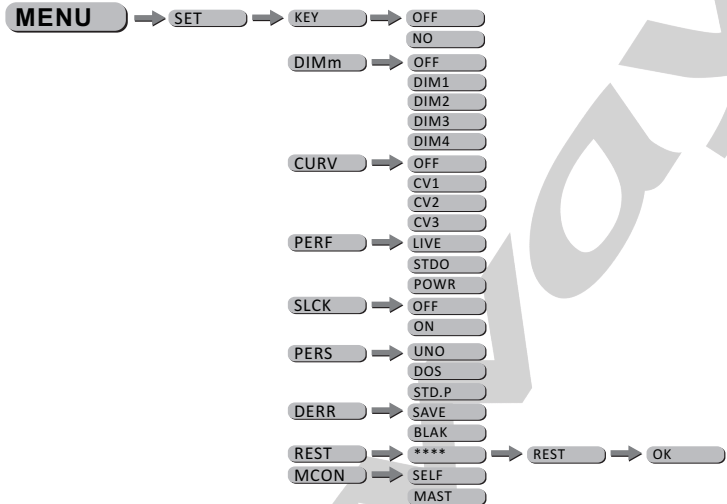 MENU SET KEY OFF
NO
DIMm OFF
DIM1
DIM2
DIM3
DIM4
CURV OFF
CV1
CV2
CV3
PERF LIVE
STDO
POWR
SLCK OFF
ON
PERS UNO
DOS
STD.P
DERR SAVE
BLAK
REST **** REST OK
MCON SELF
MAST